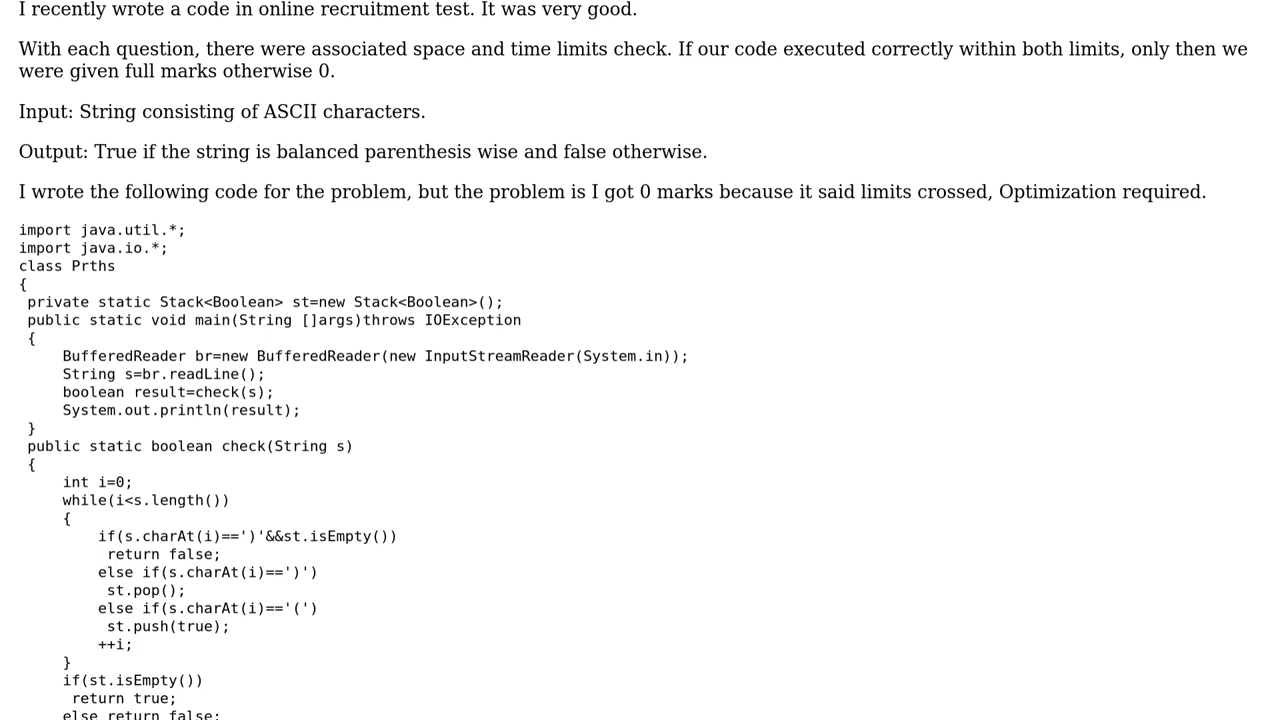 I recently wrote a code in online recruitment test. It was very good.
With each question, there were associated space and time limits check. If our code executed correctly within both limits, only then we
were given full marks otherwise 0.
Input: String consisting of ASCII characters.
Output: True if the string is balanced parenthesis wise and false otherwise.
I wrote the following code for the problem, but the problem is I got 0 marks because it said limits crossed, Optimization required.
import java.util.*;
import java.io.*;
class Prths
{
 private static Stack<Boolean> st=new Stack<Boolean>();
 public static void main(String []args)throws IOException
 {
     BufferedReader br=new BufferedReader(new InputStreamReader(System.in));
     String s=br.readLine();
     boolean result=check(s);
     System.out.println(result);
 }
 public static boolean check(String s)
 {
     int i=0;
     while(i<s.length())
     {
         if(s.charAt(i)==')'&&st.isEmpty())
          return false;
         else if(s.charAt(i)==')')
          st.pop();
         else if(s.charAt(i)=='(')
          st.push(true);
         ++i;
     }
     if(st.isEmpty())
      return true;
     else return false;